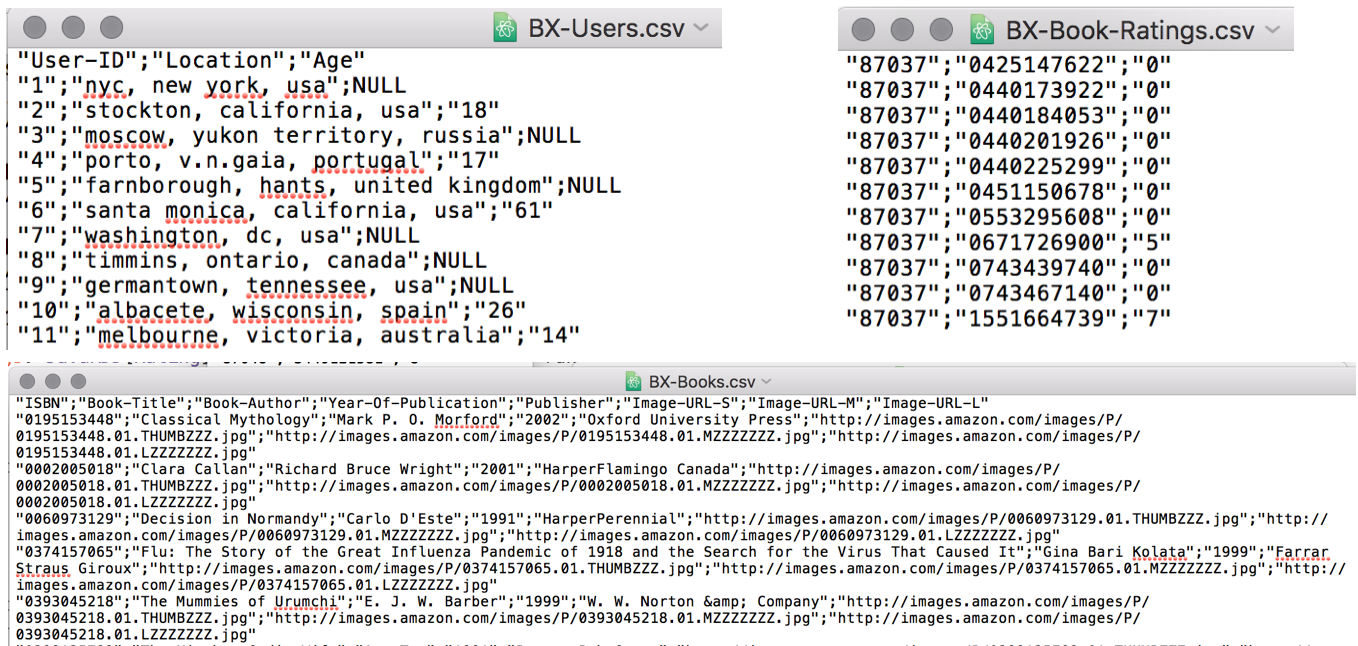 BX-Users.csv
"User-ID";"Location";"Age"
"1";"nyc, new york, usa";NULL
"2";"stockton, california, usa";"18"
"3";"moscow, yukon territory, russia";NULL
"4";"porto, v.n.gaia, portugal";"17"
"5";"farnborough, hants, united kingdom";NULL
"6";"santa monica, california, usa";"61"
"7";"washington, dc, usa";NULL
"8";"timmins, ontario, canada";NULL
"9";"germantown, tennessee, usa";NULL
"10";"albacete, wisconsin, spain";"26"
"11";"melbourne, victoria, australia";"14"
BX-Book-Ratings.csv
"87037";"0425147622";"0"
"87037";"0440173922";"0"
"87037";"0440184053";"0"
"87037";"0440201926";"0"
"87037";"0440225299";"0"
"87037";"0451150678";"0"
"87037";"0553295608";"0"
"87037";"0671726900";"5"
"87037";"0743439740";"0"
"87037";"0743467140";"0"
"87037";"1551664739";"7"
BX-Books.csv
"ISBN";"Book-Title";"Book-Author";"Year-Of-Publication";"Publisher";"Image-URL-S";"Image-URL-M";"Image-URL-L"
"0195153448";"Classical Mythology";"Mark P. O. Morford";"2002";"Oxford University Press";"http://images.amazon.com/images/P/
0195153448.01.THUMBZZZ.jpg";"http://images.amazon.com/images/P/0195153448.01.MZZZZZZZ.jpg";"http://images.amazon.com/images/P/
0195153448.01.LZZZZZZZ.jpg"
"0002005018";"Clara Callan";"Richard Bruce Wright";"2001";"HarperFlamingo Canada";"http://images.amazon.com/images/P/
0002005018.01.THUMBZZZ.jpg";"http://images.amazon.com/images/P/0002005018.01.MZZZZZZZ.jpg";"http://images.amazon.com/images/P/
0002005018.01.LZZZZZZZ.jpg"
"0060973129";"Decision in Normandy";"Carlo D'Este";"1991";"HarperPerennial";"http://images.amazon.com/images/P/0060973129.01.THUMBZZZ.jpg";"http://
images.amazon.com/images/P/0060973129.01.MZZZZZZZ.jpg";"http://images.amazon.com/images/P/0060973129.01.LZZZZZZZ.jpg"
"0374157065";"Flu: The Story of the Great Influenza Pandemic of 1918 and the Search for the Virus That Caused It";"Gina Bari Kolata";"1999";"Farrar
Straus Giroux";"http://images.amazon.com/images/P/0374157065.01.THUMBZZZ.jpg";"http://images.amazon.com/images/P/0374157065.01.MZZZZZZZ.jpg";"http://
images.amazon.com/images/P/0374157065.01.LZZZZZZZ.jpg"
"0393045218";"The Mummies of Urumchi";"E. J. W. Barber";"1999";"W. W. Norton &amp; Company";"http://images.amazon.com/images/P/
0393045218.01.THUMBZZZ.jpg";"http://images.amazon.com/images/P/0393045218.01.MZZZZZZZ.jpg";"http://images.amazon.com/images/P/
0393045218.01.LZZZZZZZ.jpg"